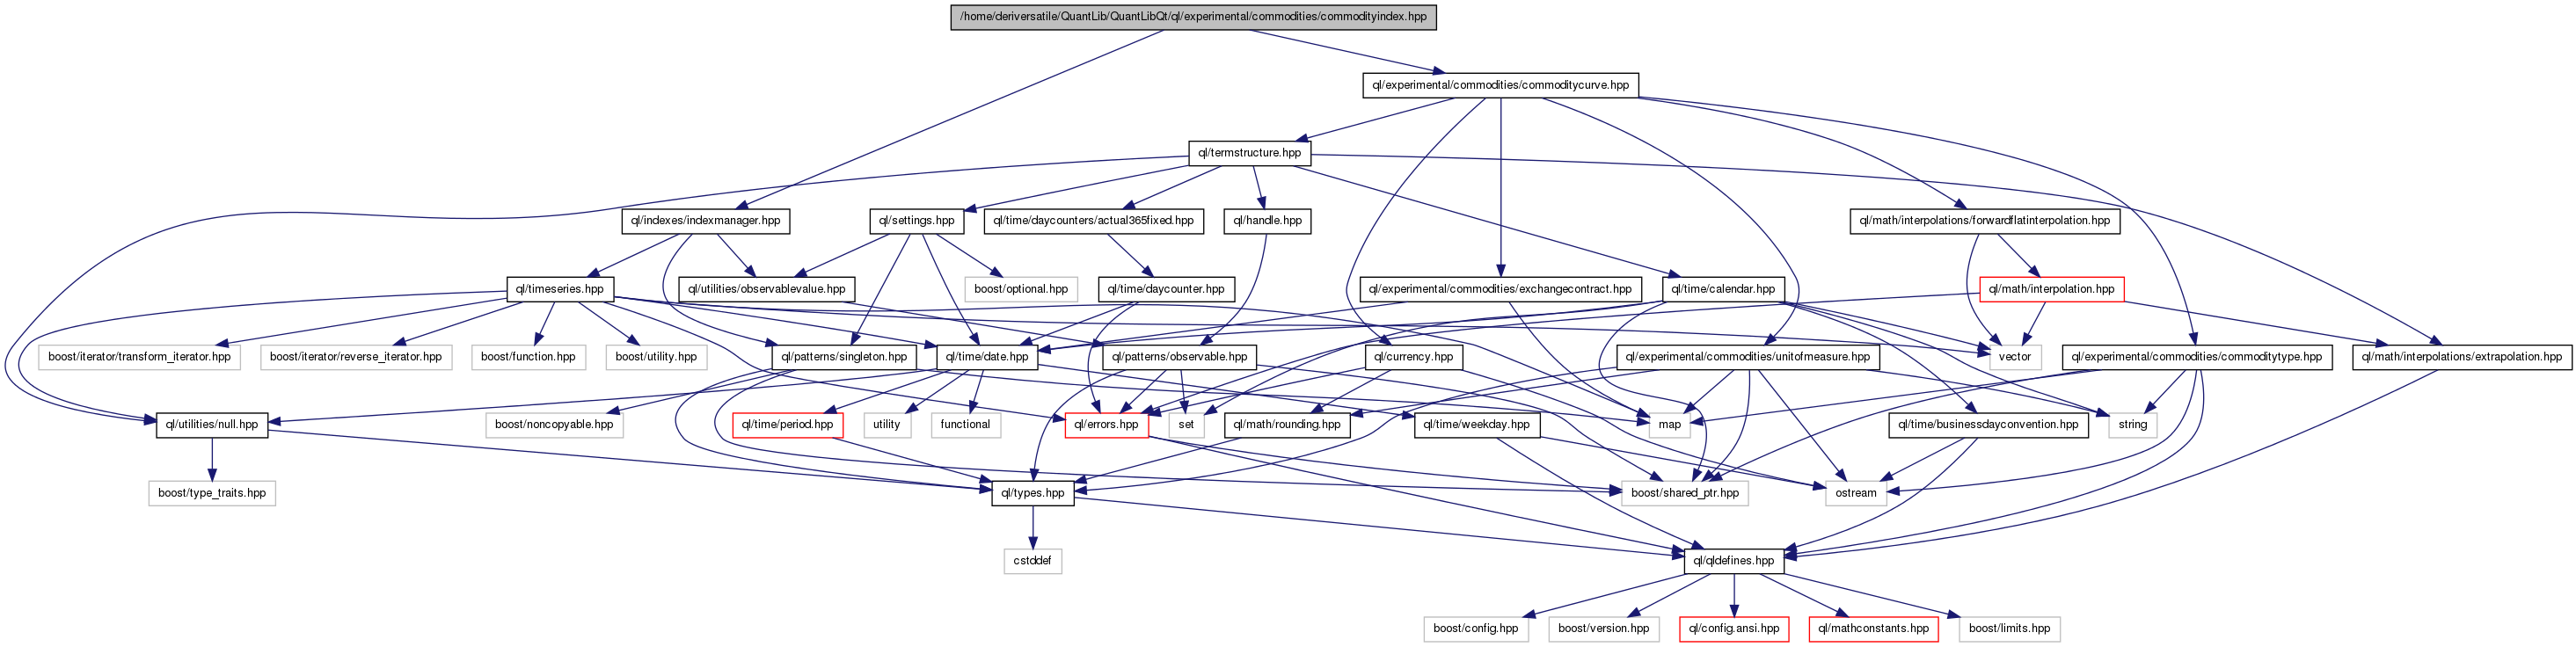 /home/deriversatile/QuantLib/QuantLibQt/ql/experimental/commodities/commodityindex.hpp
ql/experimental/commodities/commoditycurve.hpp
ql/termstructure.hpp
ql/indexes/indexmanager.hpp
ql/settings.hpp
ql/time/daycounters/actual365fixed.hpp
ql/handle.hpp
ql/math/interpolations/forwardflatinterpolation.hpp
ql/timeseries.hpp
ql/utilities/observablevalue.hpp
boost/optional.hpp
ql/time/daycounter.hpp
ql/experimental/commodities/exchangecontract.hpp
ql/time/calendar.hpp
ql/math/interpolation.hpp
boost/iterator/transform_iterator.hpp
boost/iterator/reverse_iterator.hpp
boost/function.hpp
boost/utility.hpp
ql/patterns/singleton.hpp
ql/time/date.hpp
ql/patterns/observable.hpp
ql/currency.hpp
ql/experimental/commodities/unitofmeasure.hpp
vector
ql/experimental/commodities/commoditytype.hpp
ql/math/interpolations/extrapolation.hpp
ql/utilities/null.hpp
boost/noncopyable.hpp
ql/time/period.hpp
utility
functional
ql/errors.hpp
set
ql/math/rounding.hpp
ql/time/weekday.hpp
map
ql/time/businessdayconvention.hpp
string
boost/type_traits.hpp
ql/types.hpp
boost/shared_ptr.hpp
ostream
cstddef
ql/qldefines.hpp
boost/config.hpp
boost/version.hpp
ql/config.ansi.hpp
ql/mathconstants.hpp
boost/limits.hpp